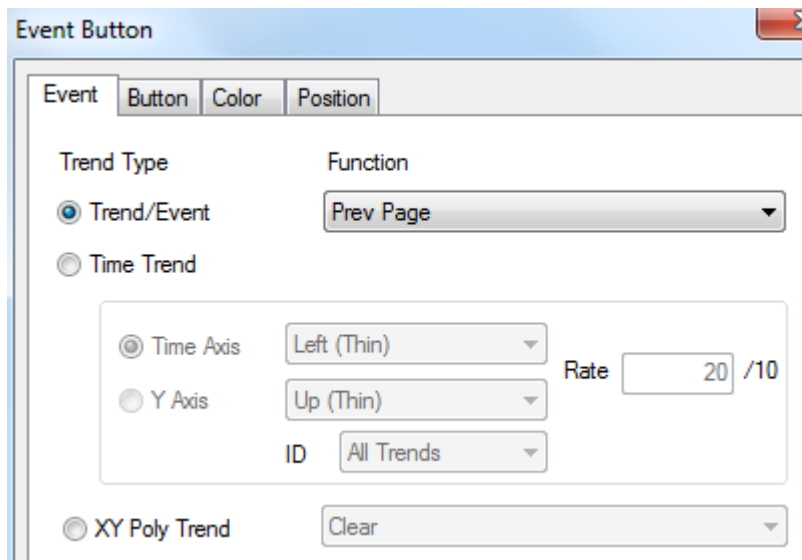 Event Button
Event Button Color Position
Trend Type Function
Trend/Event Prev Page
Time Trend
Time Axis Left (Thin)
Rate 20 /10
Y Axis Up (Thin)
ID All Trends
XY Poly Trend Clear